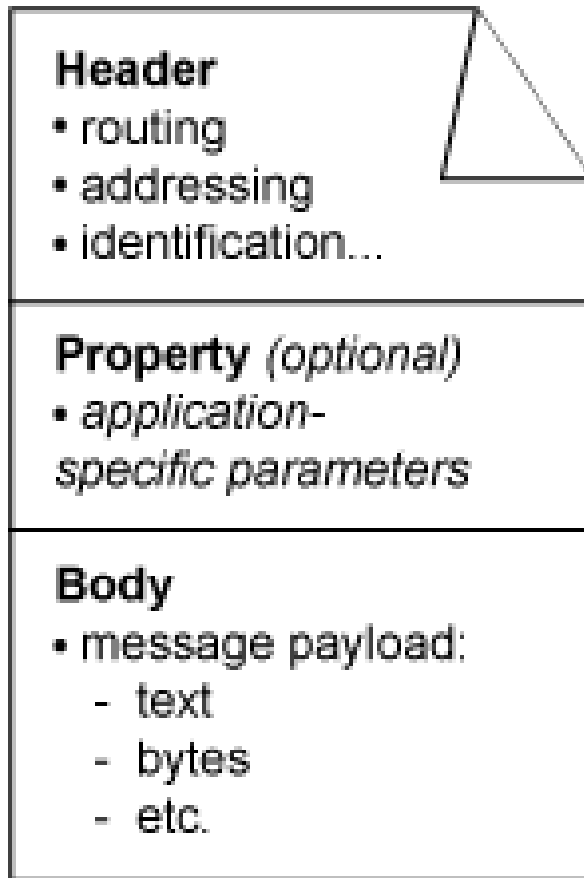 Header
• routing
• addressing
• identification...
Property (optional)
• application-
specific parameters
Body
• message payload:
- text
- bytes
- etc.